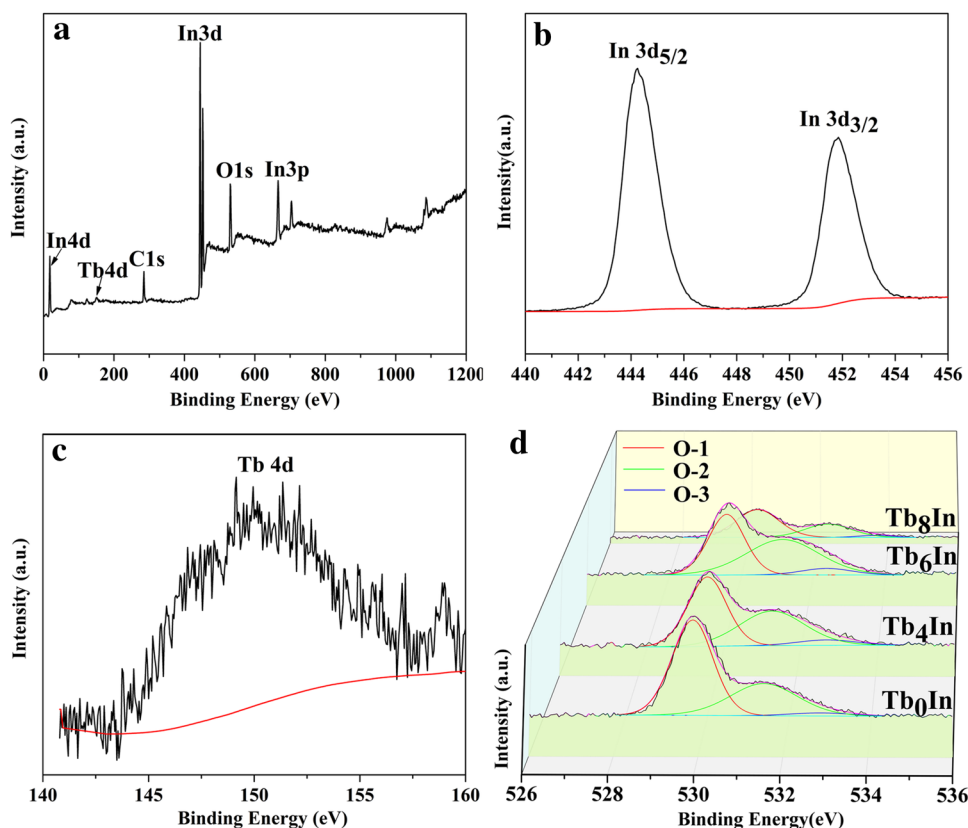 a
In3d
O1s
In3p
In4d
Tb4d
C1s
Intensity (a.u.)
0 200 400 600 800 1000 1200
Binding Energy (eV)
b
In 3d5/2
In 3d3/2
Intensity(a.u.)
440 442 444 446 448 450 452 454 456
Binding Energy (eV)
c
Tb 4d
Intensity (a.u.)
140 145 150 155 160
Binding Energy (eV)
d
O-1
O-2
O-3
Tb8In
Tb6In
Tb4In
Tb0In
Intensity (a.u.)
526 528 530 532 534 536
Binding Energy(eV)